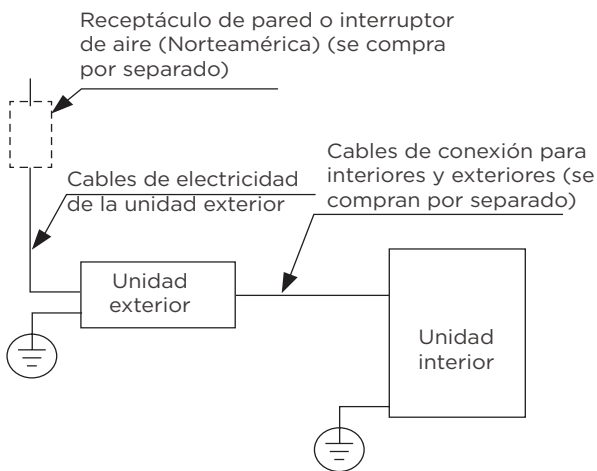 Receptáculo de pared o interruptor
de aire (Norteamérica) (se compra
por separado)
Cables de conexión para
interiores y exteriores (se
compran por separado)
Cables de electricidad
de la unidad exterior
Unidad
exterior
Unidad
interior